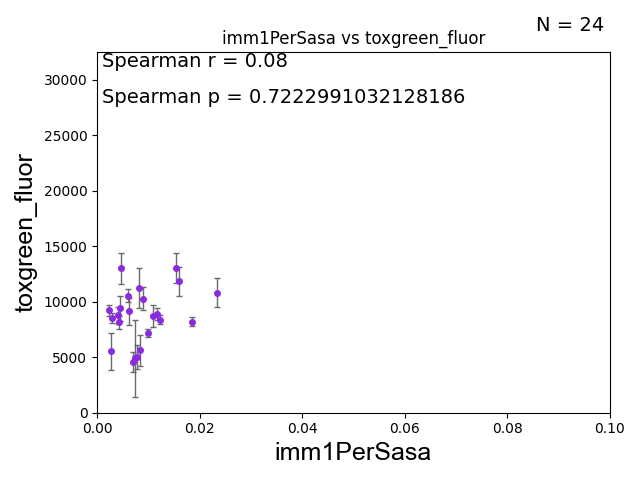 N = 24
imm1PerSasa vs toxgreen_fluor
Spearman r = 0.08
Spearman p = 0.7222991032128186
30000
25000
20000
15000
10000
5000
0
toxgreen_fluor
0.00 0.02 0.04 0.06 0.08 0.10
imm1PerSasa